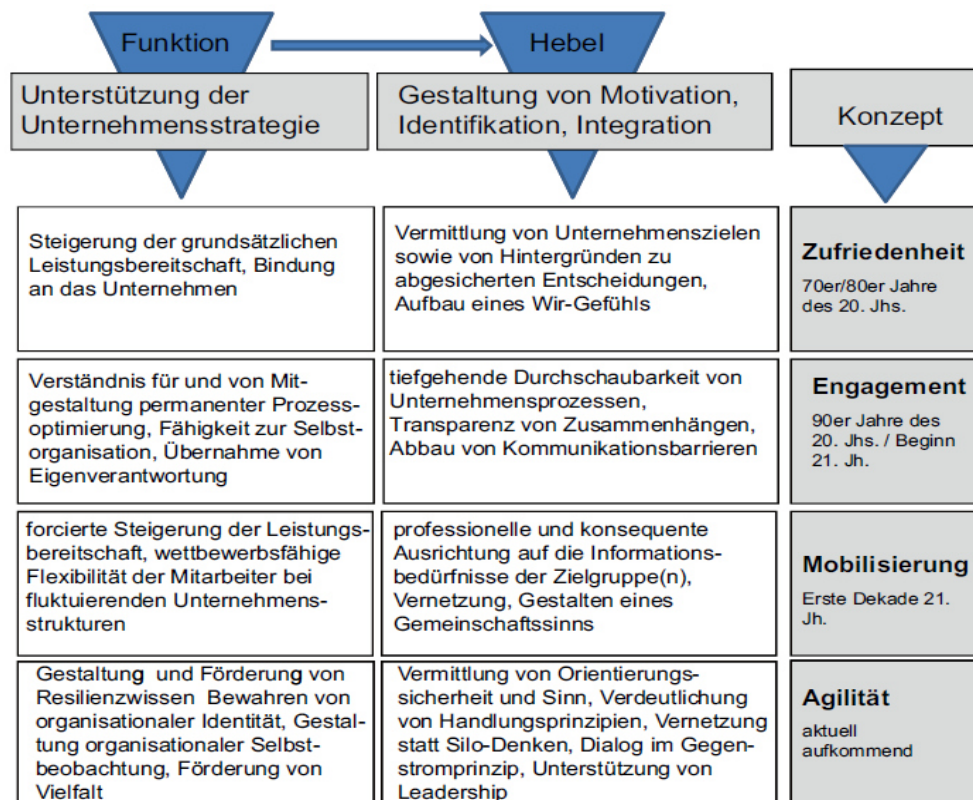 Funktion
Hebel
Unterstützung der
Unternehmensstrategie
Gestaltung von Motivation,
Identifikation, Integration
Konzept
Steigerung der grundsätzlichen
Leistungsbereitschaft, Bindung
an das Unternehmen
Vermittlung von Unternehmenszielen
sowie von Hintergründen zu
abgesicherten Entscheidungen,
Aufbau eines Wir-Gefühls
Zufriedenheit
70er/80er Jahre
des 20. Jhs.
Verständnis für und von Mit-
gestaltung permanenter Prozess-
optimierung, Fähigkeit zur Selbst-
organisation, Übernahme von
Eigenverantwortung
tiefgehende Durchschaubarkeit von
Unternehmensprozessen,
Transparenz von Zusammenhängen,
Abbau von Kommunikationsbarrieren
Engagement
90er Jahre des
20. Jhs. / Beginn
21. Jh.
forcierte Steigerung der Leistungs-
bereitschaft, wettbewerbsfähige
Flexibilität der Mitarbeiter bei
fluktuierenden Unternehmens-
strukturen
professionelle und konsequente
Ausrichtung auf die Informations-
bedürfnisse der Zielgruppe(n),
Vernetzung, Gestalten eines
Gemeinschaftssinns
Mobilisierung
Erste Dekade 21.
Jh.
Gestaltung und Förderung von
Resilienzwissen Bewahren von
organisationaler Identität, Gestal-
tung organisationaler Selbst-
beobachtung, Förderung von
Vielfalt
Vermittlung von Orientierungs-
sicherheit und Sinn, Verdeutlichung
von Handlungsprinzipien, Vernetzung
statt Silo-Denken, Dialog im Gegen-
stromprinzip, Unterstützung von
Leadership
Agilität
aktuell
aufkommend